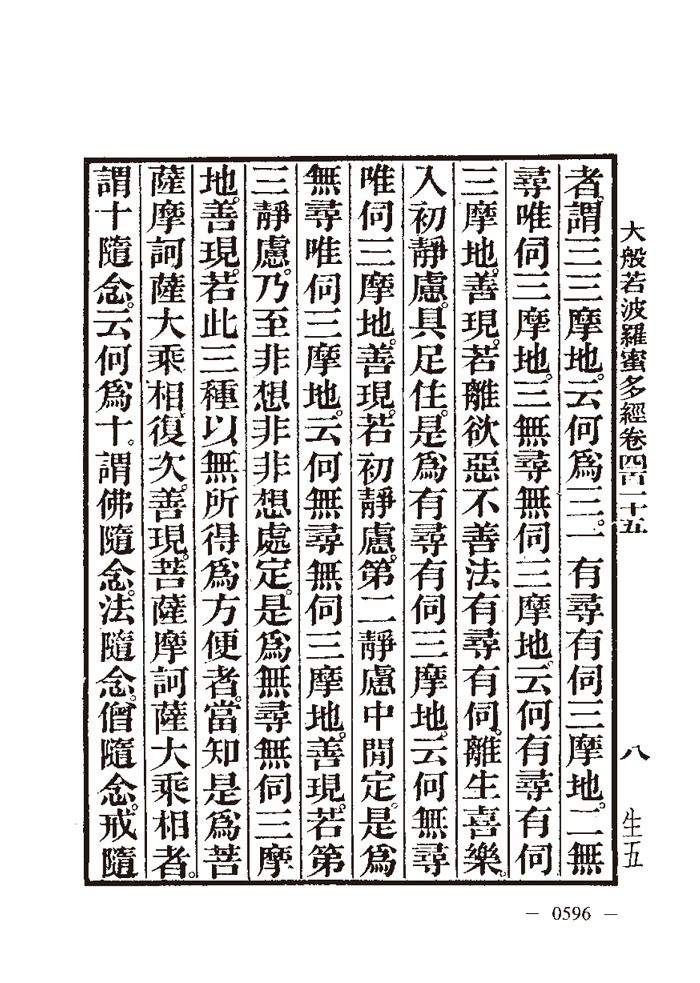 大般若波羅蜜多經卷四百一十五
八
生五
者。謂三三摩地。云何爲三。一有尋有伺三摩地。二無
尋唯伺三摩地。三無尋無伺三摩地。云何有尋有伺
三摩地。善現。若離欲惡不善法有尋有伺。離生喜樂。
入初靜慮。具足住。是爲有尋有伺三摩地。云何無尋
唯伺三摩地。善現。若初靜慮。第二靜慮中閒定。是爲
無尋唯伺三摩地。云何無尋無伺三摩地。善現。若第
三靜慮。乃至非想非非想處定。是爲無尋無伺三摩
地。善現。若此三種以無所得爲方便者。當知是爲菩
薩摩訶薩大乘相復次。善現。菩薩摩訶薩大乘相者。
謂十隨念。云何爲十。謂佛隨念。法隨念。僧隨念。戒隨
— 0596 —